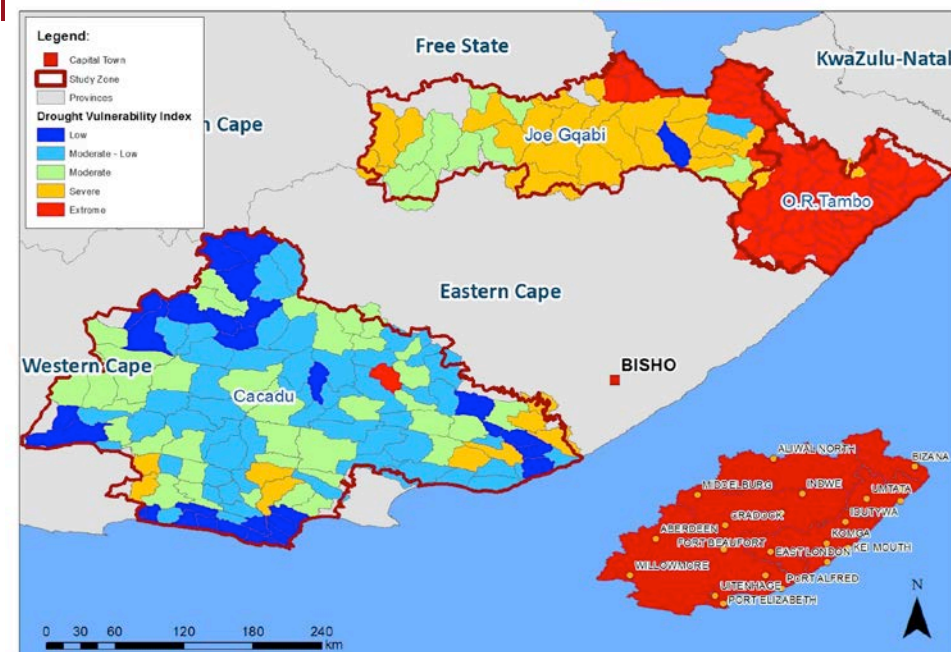 Legend:
Capital Town
Study Zone
Provinces
Drought Vulnerability Index
Low
Moderate - Low
Moderate
Severe
Extrome
Free State
KwaZulu-Natal
n Cape
Joe Gqabi
O.R.Tambo
Eastern Cape
Western Cape
Cacadu
BISHO
ALIWAL NORTH
BIZANA
MIDDELBURG
INDWE
UMTATA
CRADOCK
IDUTYWA
ABERDEEN
KOMGA
FORT BEAUFORT
EAST LONDON
KEI MOUTH
WILLOWMORE
PORT ALFRED
UITENHAGE
PORT ELIZABETH
N
0 30 60 120 180 240
km